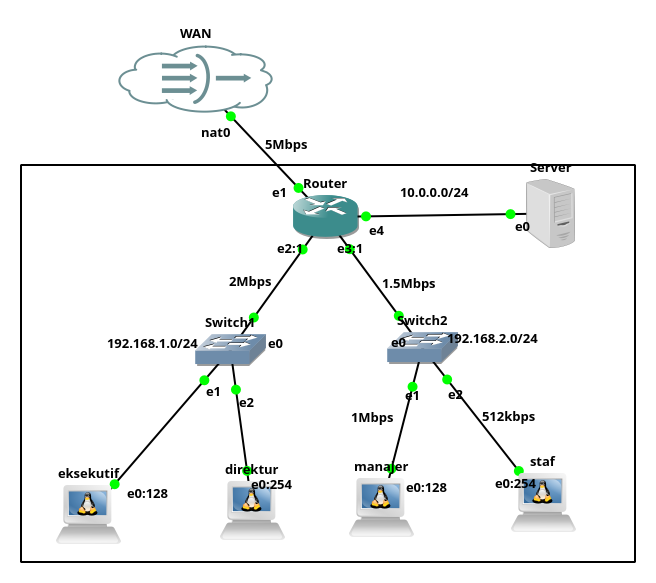 WAN
nat0
5Mbps
Server
e1
Router
10.0.0.0/24
e4
e0
e2:1
e3:1
2Mbps
1.5Mbps
Switch1
Switch2
192.168.1.0/24
e0
e0
192.168.2.0/24
e1
e2
e1
e2
1Mbps
512kbps
eksekutif
direktur
manajer
staf
e0:128
e0:254
e0:128
e0:254